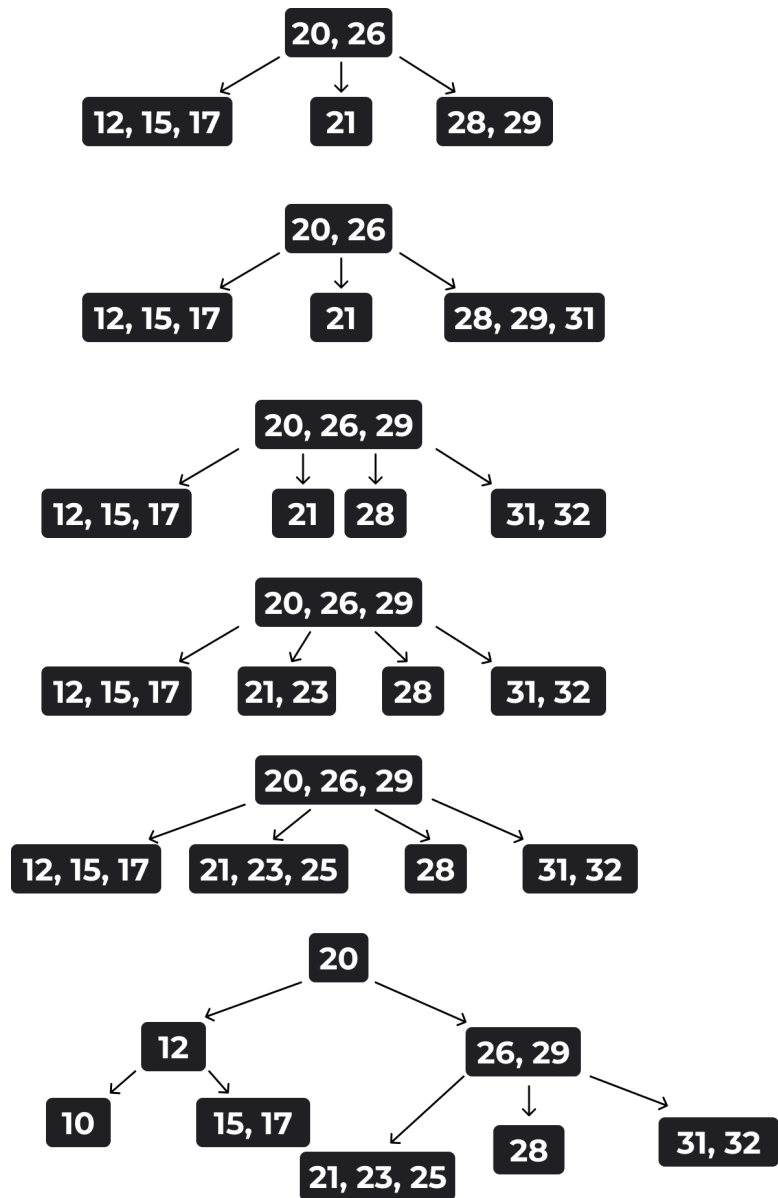 20, 26
12, 15, 17
21
28, 29
20, 26
12, 15, 17
21
28, 29, 31
20, 26, 29
12, 15, 17
21
28
31, 32
20, 26, 29
12, 15, 17
21, 23
28
31, 32
20, 26, 29
12, 15, 17
21, 23, 25
28
31, 32
20
12
26, 29
10
15, 17
21, 23, 25
28
31, 32